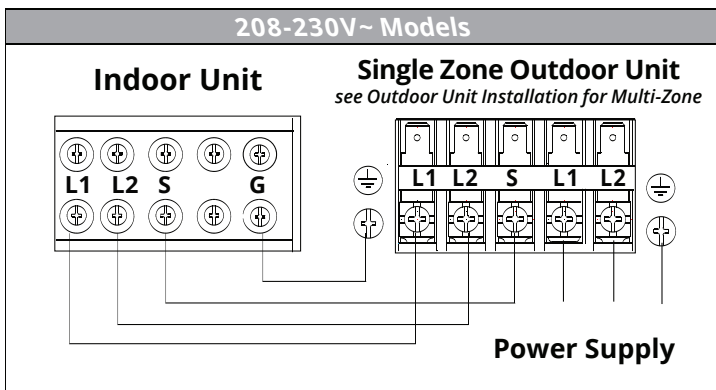 208-230V~ Models
Indoor Unit
Single Zone Outdoor Unit
see Outdoor Unit Installation for Multi-Zone
L1 L2 S G
L1 L2 S L1 L2
Power Supply